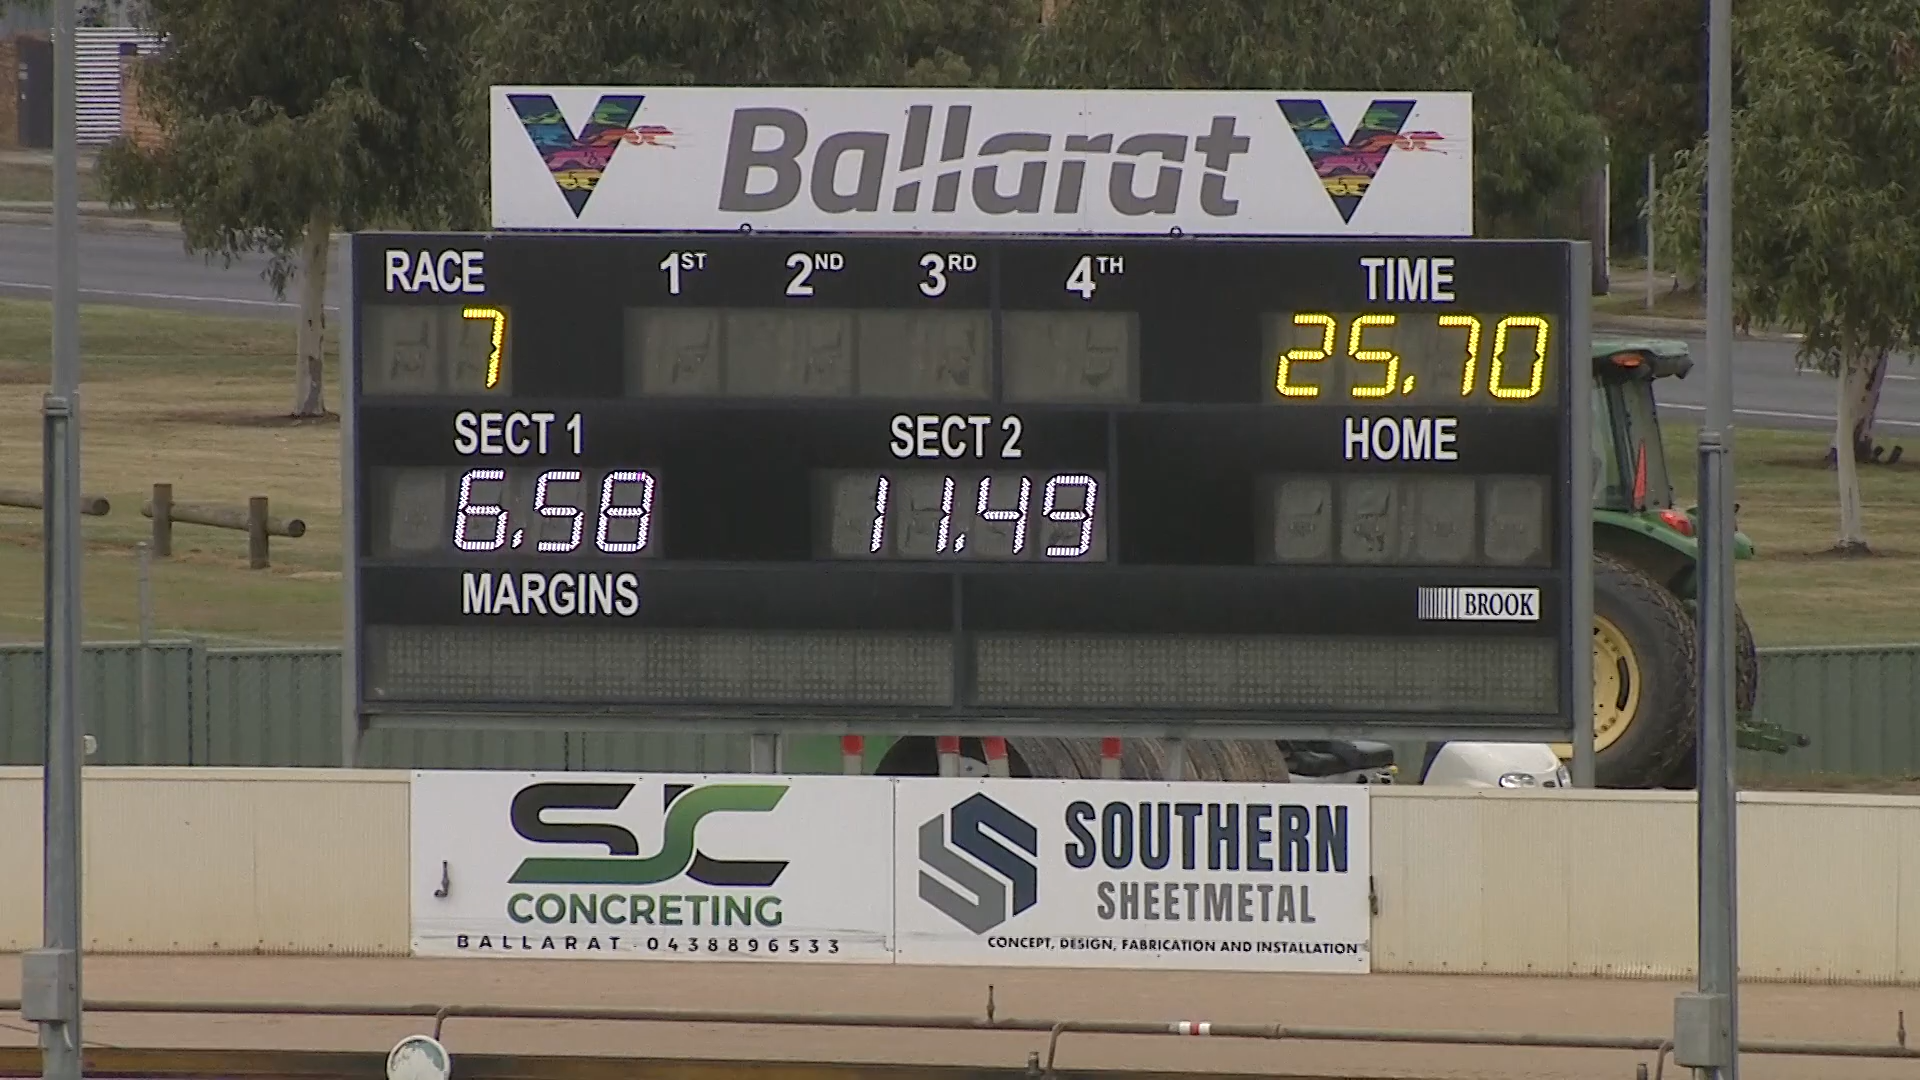 Ballarat
RACE 1ST 2ND 3RD 4TH TIME
7 25.70
SECT 1 SECT 2 HOME
6.58 11.49
MARGINS
BROOK
SJC
CONCRETING
BALLARAT 0438896533
SOUTHERN
SHEETMETAL
CONCEPT, DESIGN, FABRICATION AND INSTALLATION